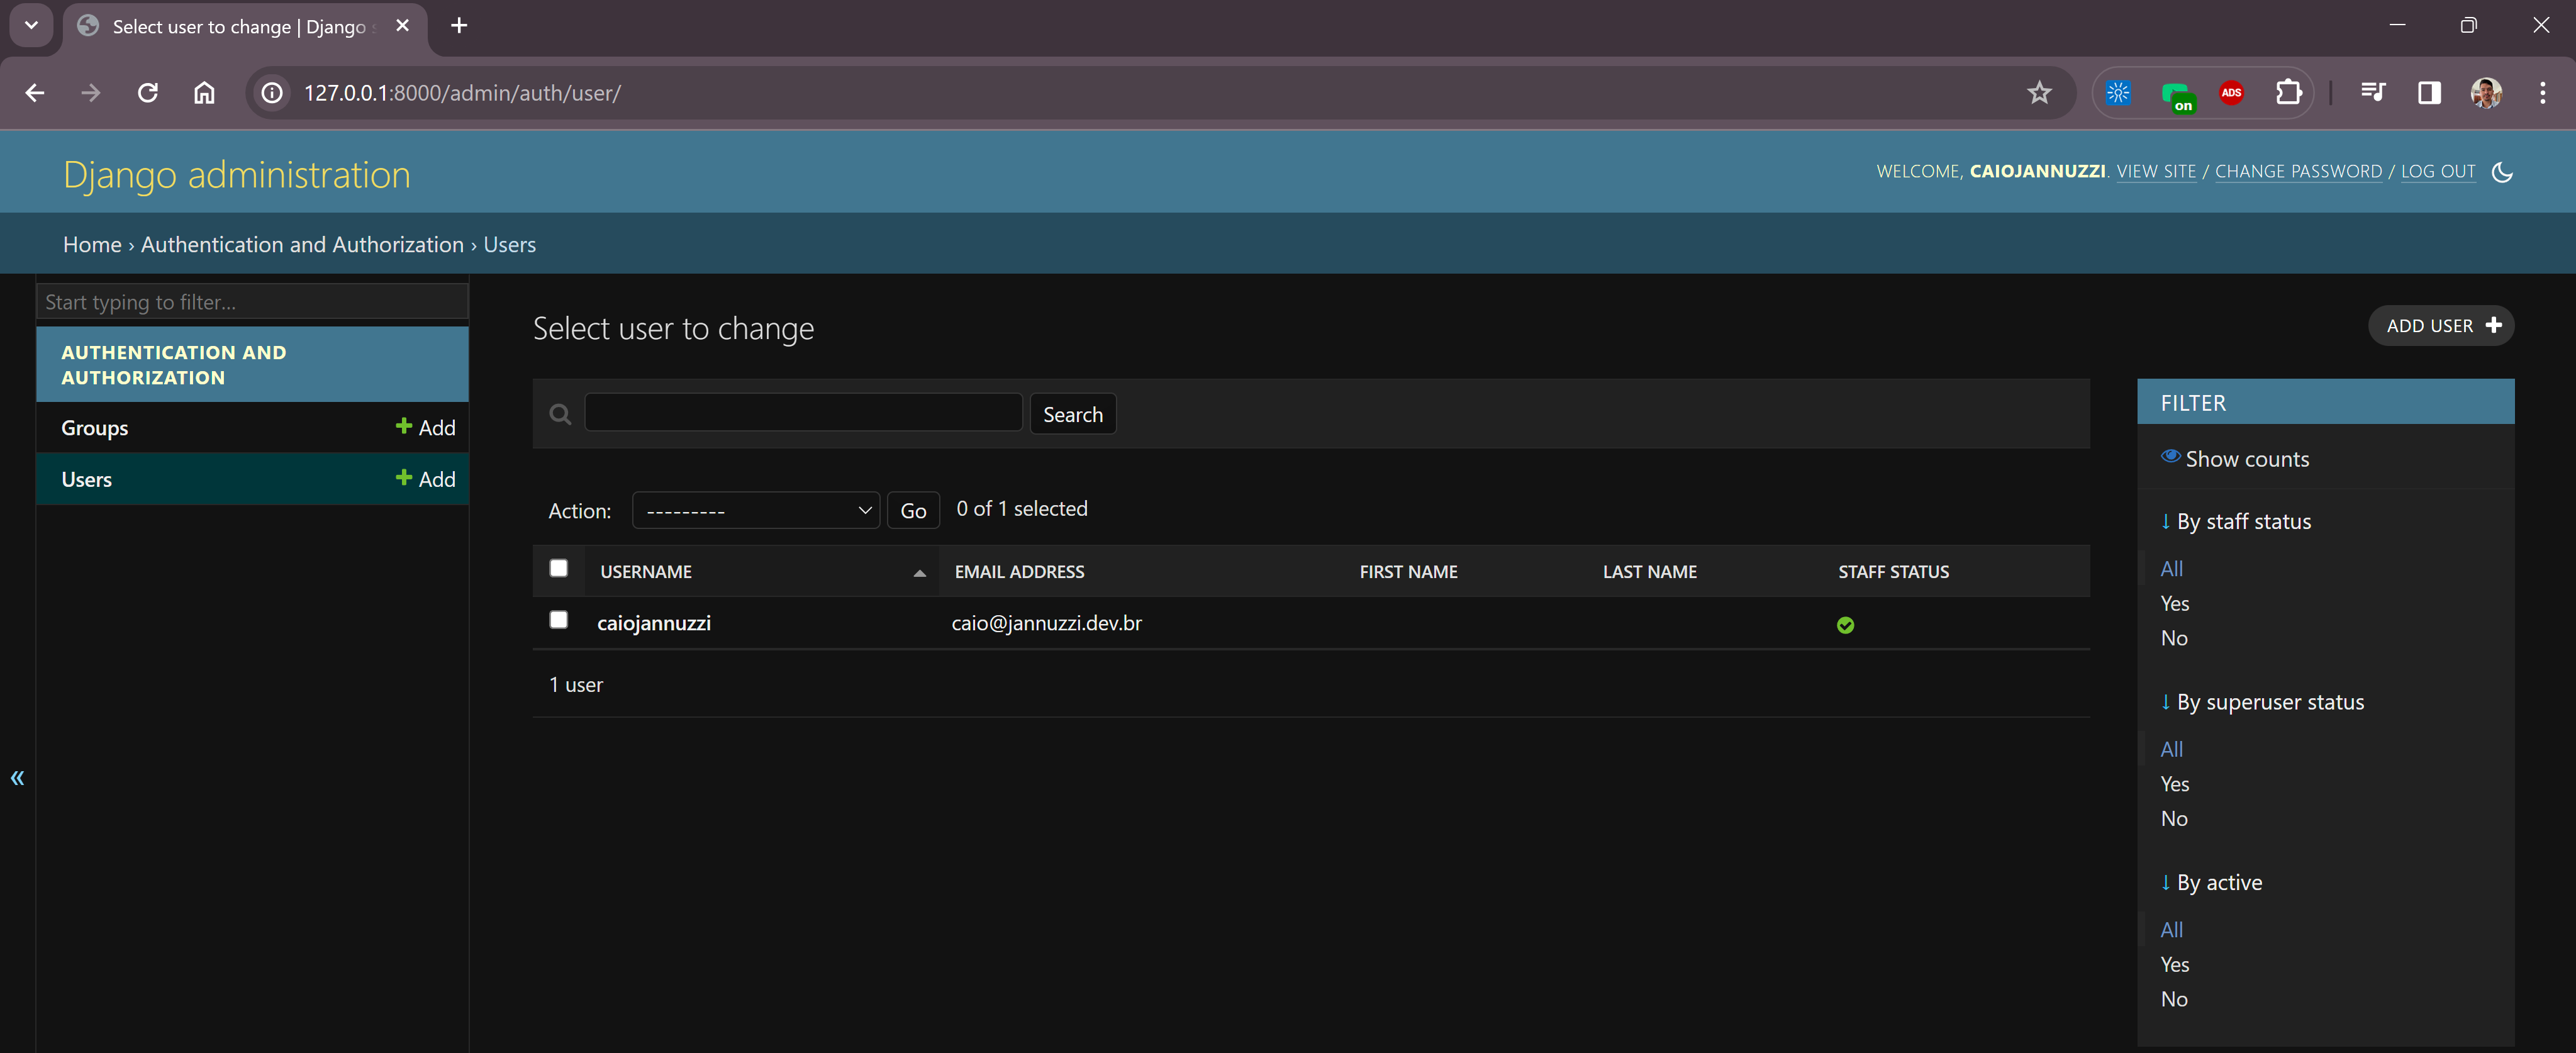 Select user to change | Django
127.0.0.1:8000/admin/auth/user/
on
ADS
Django administration
WELCOME, CAIOJANNUZZI. VIEW SITE / CHANGE PASSWORD / LOG OUT
Home › Authentication and Authorization › Users
Start typing to filter...
AUTHENTICATION AND
AUTHORIZATION
Groups
+ Add
Users
+ Add
«
Select user to change
ADD USER +
Search
Action:
---------
Go
0 of 1 selected
USERNAME
EMAIL ADDRESS
FIRST NAME
LAST NAME
STAFF STATUS
caiojannuzzi
caio@jannuzzi.dev.br
1 user
FILTER
Show counts
↓ By staff status
All
Yes
No
↓ By superuser status
All
Yes
No
↓ By active
All
Yes
No